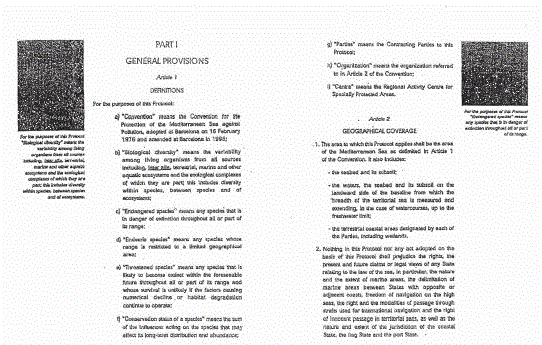 PART I
GENERAL PROVISIONS
Article 1
DEFINITIONS
For the purposes of this Protocol:
a) "Convention" means the Convention for the
Protection of the Mediterranean Sea against
Pollution, adopted at Barcelona on 16 February
1976 and amended at Barcelona in 1995;
b) "Biological diversity" means the variability
among living organisms from all sources
including, inter alia, terrestrial, marine and other
aquatic ecosystems and the ecological complexes
of which they are part; this includes diversity
within species, between species and of
ecosystems;
c) "Endangered species" means any species that is
in danger of extinction throughout all or part of
its range;
d) "Endemic species" means any species whose
range is restricted to a limited geographical
area;
e) "Threatened species" means any species that is
likely to become extinct within the foreseeable
future throughout all or part of its range and
whose survival is unlikely if the factors causing
numerical decline or habitat degradation
continue to operate;
f) "Conservation status of a species" means the sum
of the influences acting on the species that may
affect its long-term distribution and abundance;
For the purposes of this Protocol
"Biological diversity" means the
variability among living
organisms from all sources
including, inter alia, terrestrial,
marine and other aquatic
ecosystems and the ecological
complexes of which they are
part; this includes diversity
within species, between species
and of ecosystems.
g) "Parties" means the Contracting Parties to this
Protocol;
h) "Organization" means the organization referred
to in Article 2 of the Convention;
i) "Centre" means the Regional Activity Centre for
Specially Protected Areas.
Article 2
GEOGRAPHICAL COVERAGE
1. The area to which this Protocol applies shall be the area
of the Mediterranean Sea as delimited in Article 1
of the Convention. It also includes:
- the seabed and its subsoil;
- the waters, the seabed and its subsoil on the
landward side of the baseline from which the
breadth of the territorial sea is measured and
extending, in the case of watercourses, up to the
freshwater limit;
- the terrestrial coastal areas designated by each of
the Parties, including wetlands.
2. Nothing in this Protocol nor any act adopted on the
basis of this Protocol shall prejudice the rights, the
present and future claims or legal views of any State
relating to the law of the sea, in particular, the nature
and the extent of marine areas, the delimitation of
marine areas between States with opposite or
adjacent coasts, freedom of navigation on the high
seas, the right and the modalities of passage through
straits used for international navigation and the right
of innocent passage in territorial seas, as well as the
nature and extent of the jurisdiction of the coastal
State, the flag State and the port State.
For the purposes of this Protocol
"Endangered species" means
any species that is in danger of
extinction throughout all or part
of its range.